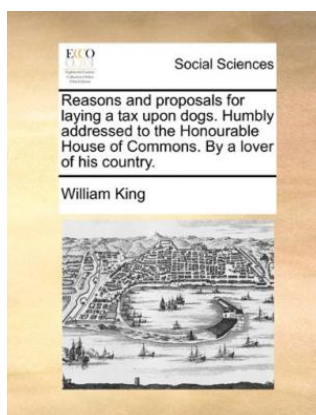 ECCO
Social Sciences
Reasons and proposals for
laying a tax upon dogs. Humbly
addressed to the Honourable
House of Commons. By a lover
of his country.
William King